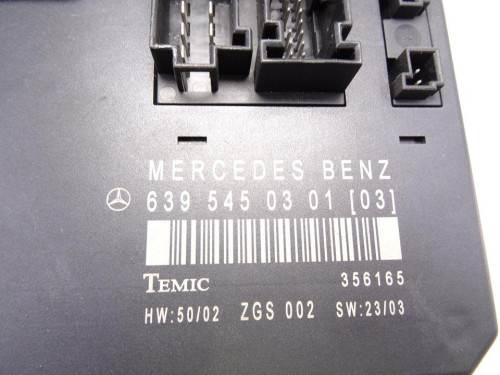 MERCEDES BENZ
639 545 03 01 [03]
TEMIC 356165
HW:50/02 ZGS 002 SW:23/03